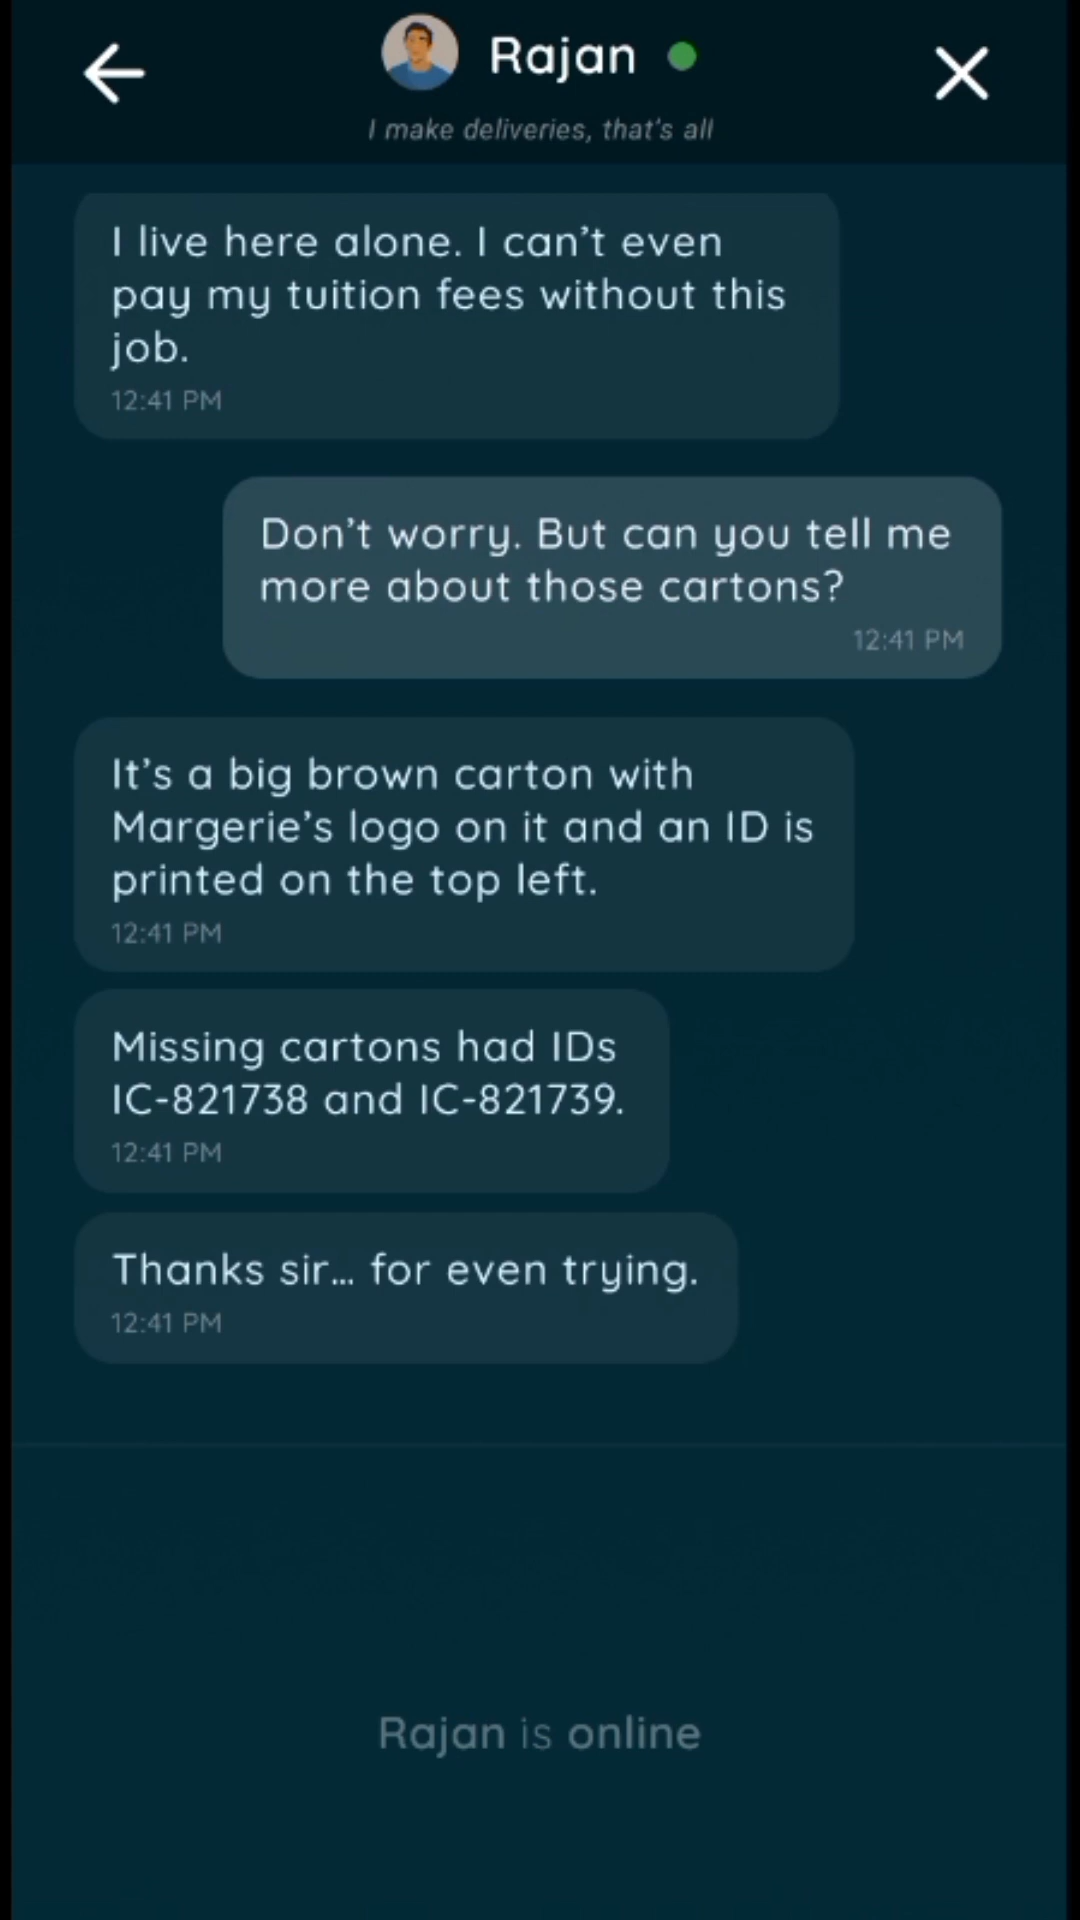 Rajan
I make deliveries, that's all
I live here alone. I can’t even
pay my tuition fees without this
job.
12:41 PM
Don’t worry. But can you tell me
more about those cartons?
12:41 PM
It’s a big brown carton with
Margerie’s logo on it and an ID is
printed on the top left.
12:41 PM
Missing cartons had IDs
IC-821738 and IC-821739.
12:41 PM
Thanks sir... for even trying.
12:41 PM
Rajan is online